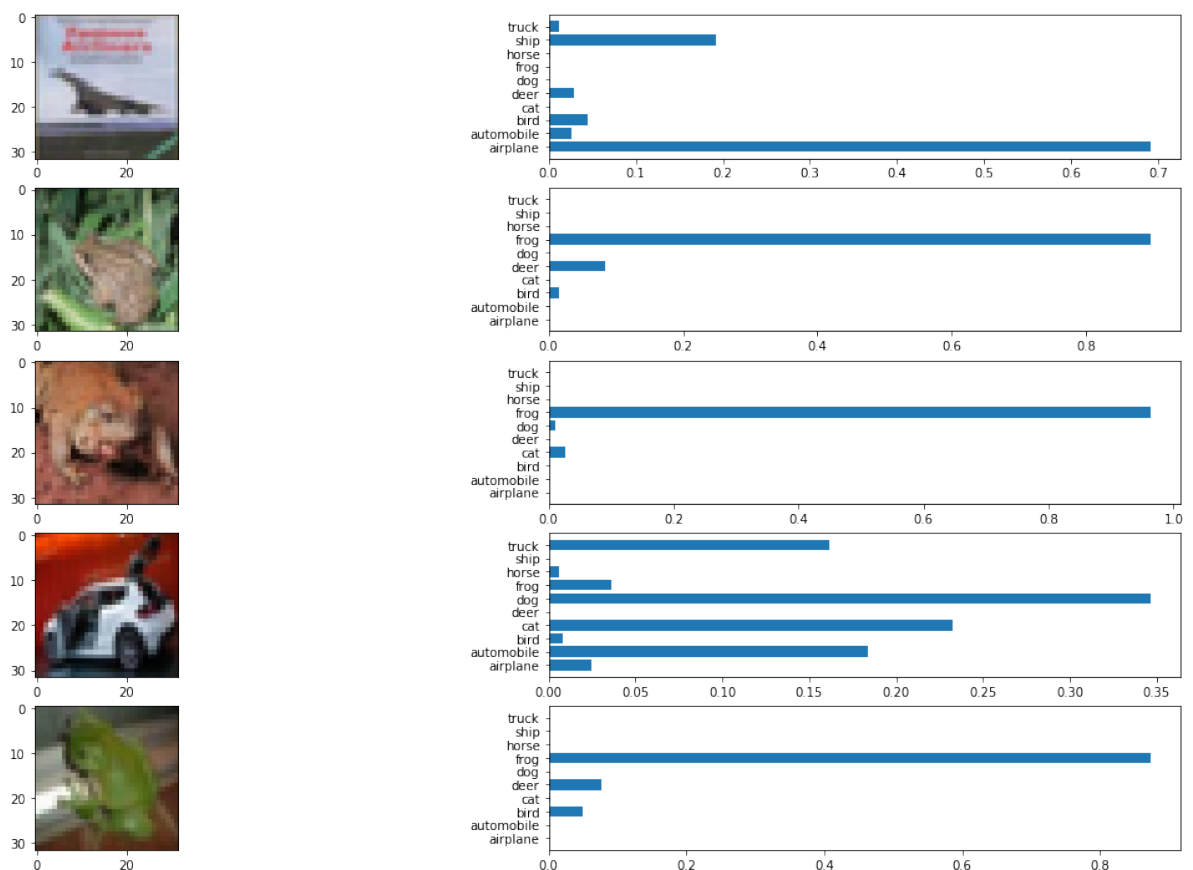 0
10
20
30
0 20
truck
ship
horse
frog
dog
deer
cat
bird
automobile
airplane
0.0 0.1 0.2 0.3 0.4 0.5 0.6 0.7
0
10
20
30
0 20
truck
ship
horse
frog
dog
deer
cat
bird
automobile
airplane
0.0 0.2 0.4 0.6 0.8
0
10
20
30
0 20
truck
ship
horse
frog
dog
deer
cat
bird
automobile
airplane
0.0 0.2 0.4 0.6 0.8 1.0
0
10
20
30
0 20
truck
ship
horse
frog
dog
deer
cat
bird
automobile
airplane
0.00 0.05 0.10 0.15 0.20 0.25 0.30 0.35
0
10
20
30
0 20
truck
ship
horse
frog
dog
deer
cat
bird
automobile
airplane
0.0 0.2 0.4 0.6 0.8